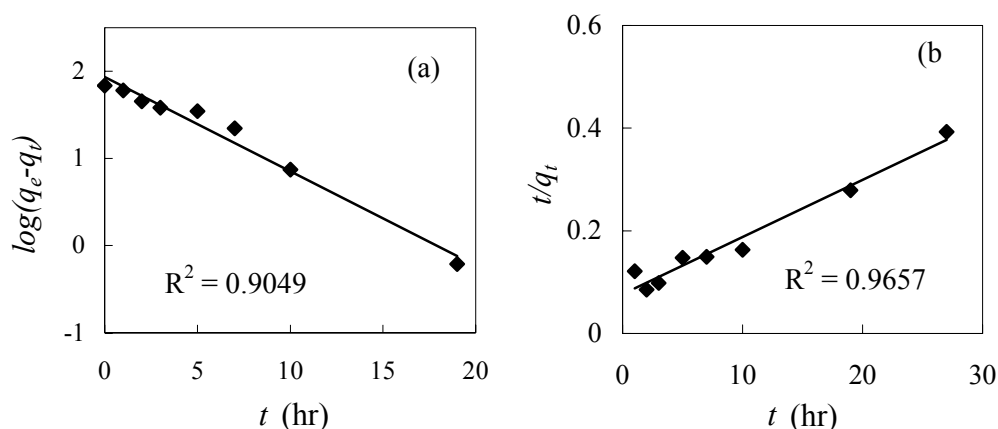 (a)
2
1
0
-1
log(qe-qt)
R2 = 0.9049
0 5 10 15 20
t (hr)
(b)
0.6
0.4
0.2
0
t/qt
R2 = 0.9657
0 10 20 30
t (hr)